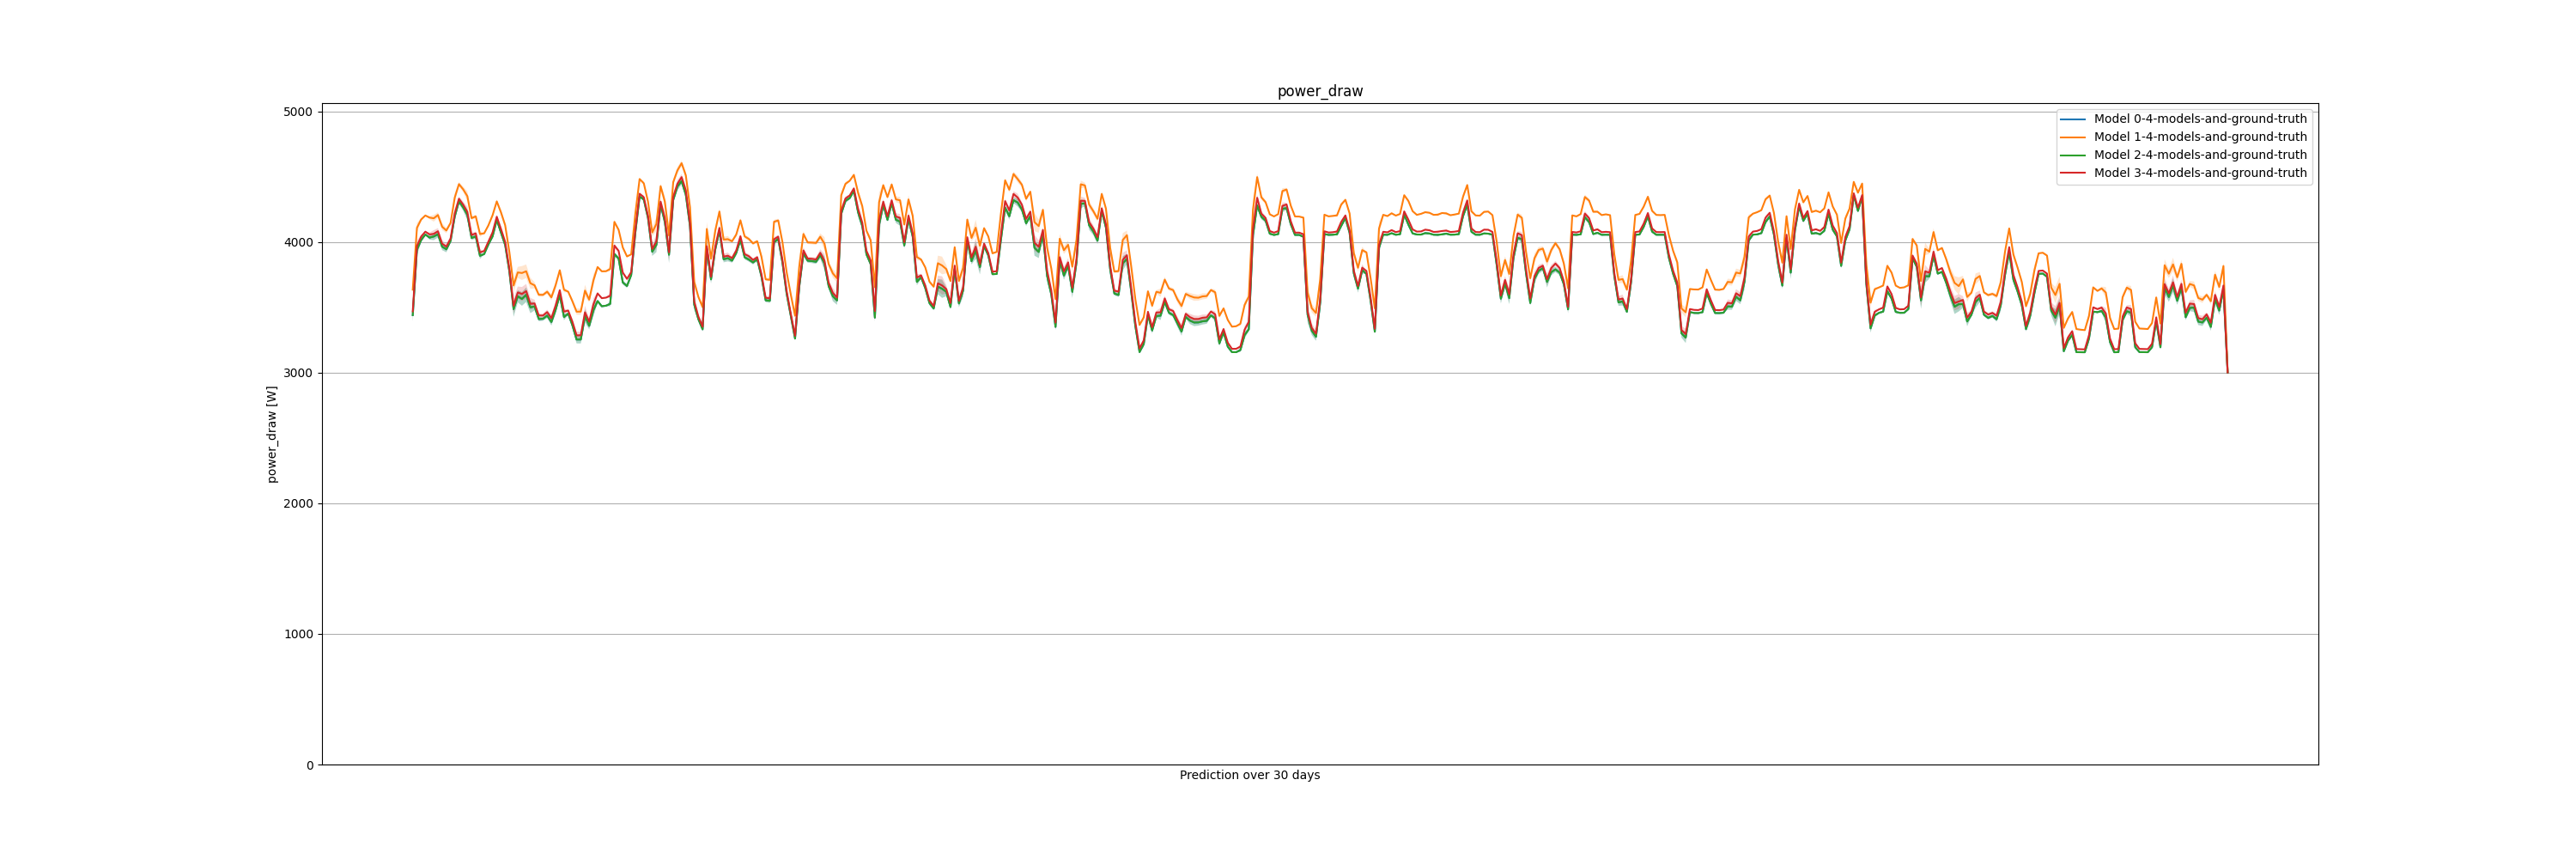 power_draw
5000
4000
3000
2000
1000
0
power_draw [W]
Prediction over 30 days
Model 0-4-models-and-ground-truth
Model 1-4-models-and-ground-truth
Model 2-4-models-and-ground-truth
Model 3-4-models-and-ground-truth